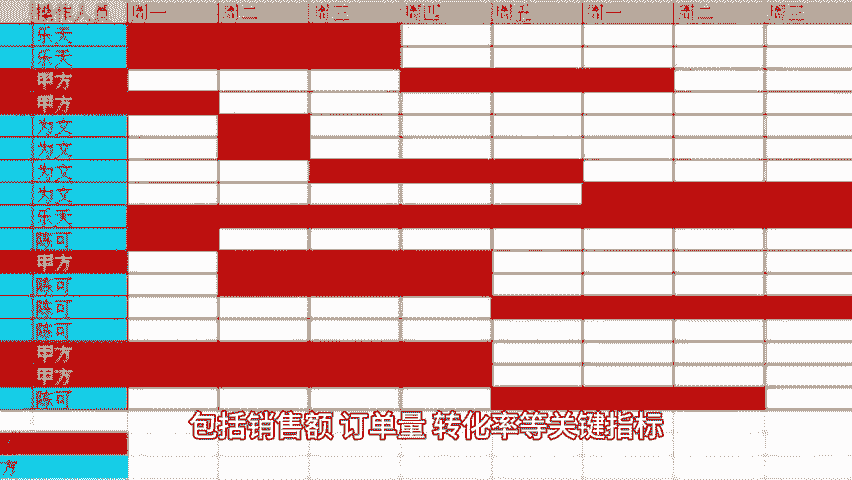 操作人员 周一 周二 周三 周四 周五 周一 周二 周三
乐天
乐天
甲方
甲方
为文
为文
为文
为文
乐天
陈可
甲方
陈可
陈可
陈可
甲方
甲方
陈可
包括销售额 订单量 转化率等关键指标
方